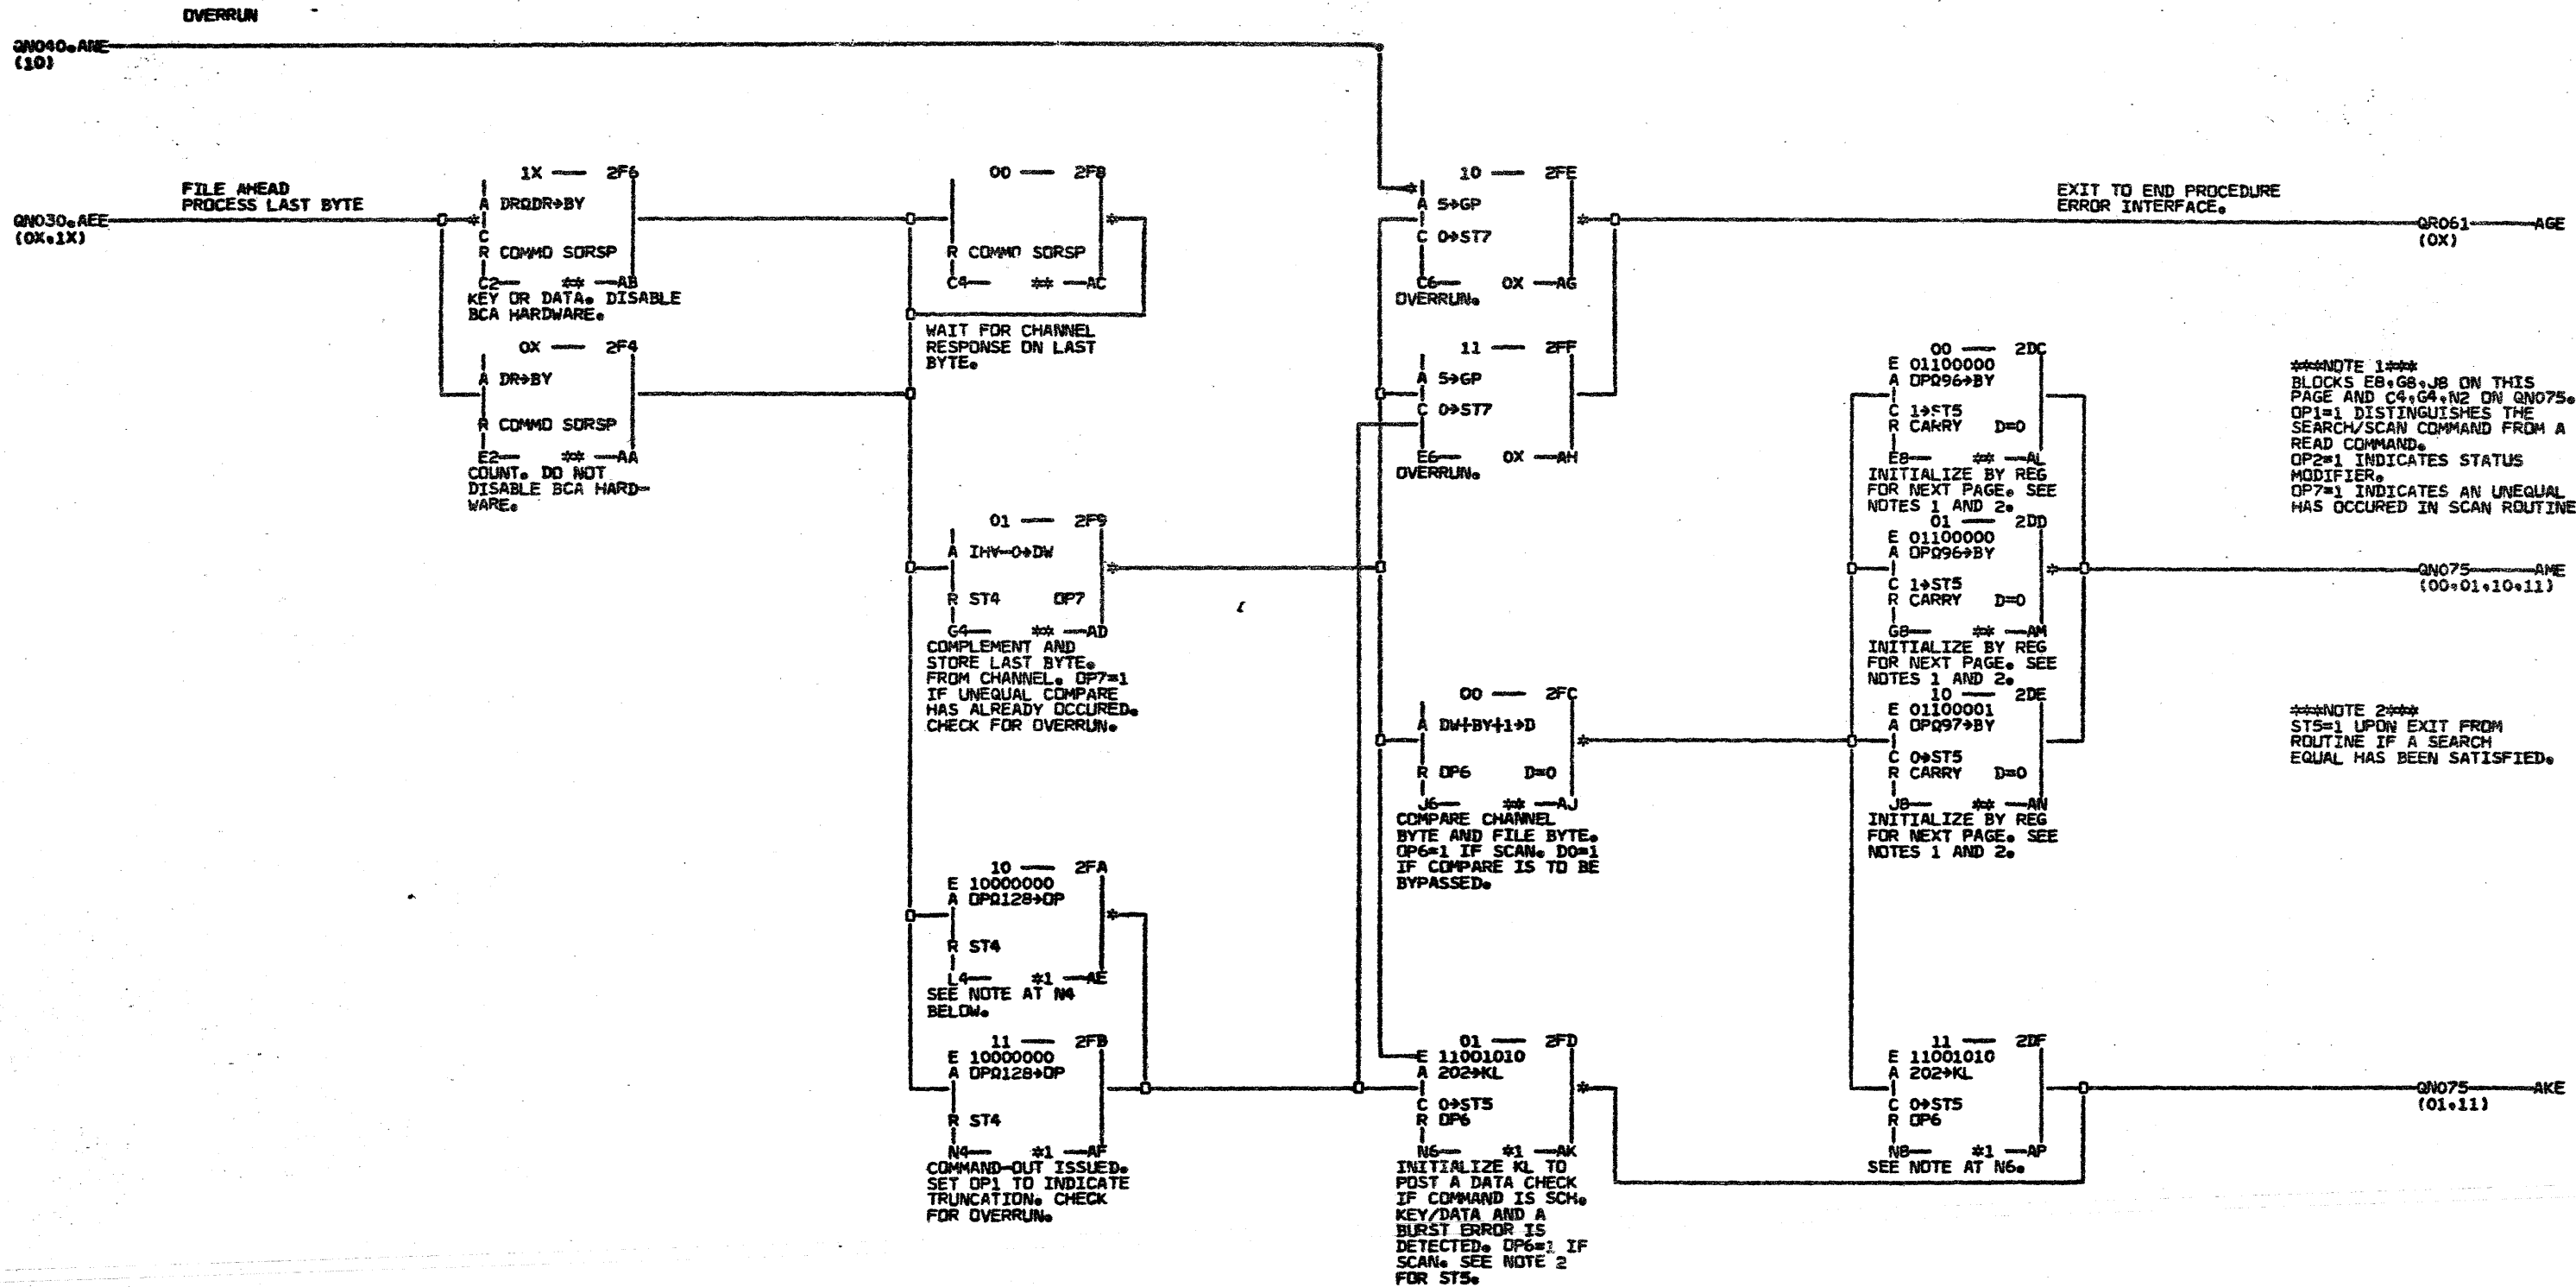 OVERRUN
QN040.ANE
(10)
FILE AHEAD
PROCESS LAST BYTE
QN030.AEE
(0X.1X)
1X — 2F6
A DRΩDR→BY
C
R COMMO SORSP
C2— ** —AB
KEY OR DATA. DISABLE
BCA HARDWARE.
0X — 2F4
A DR→BY
R COMMO SORSP
E2— ** —AA
COUNT. DO NOT
DISABLE BCA HARD-
WARE.
00 — 2F8
R COMMO SORSP
C4— ** —AC
WAIT FOR CHANNEL
RESPONSE ON LAST
BYTE.
01 — 2F9
A IHV-0→DW
R ST4 OP7
G4— ** —AD
COMPLEMENT AND
STORE LAST BYTE.
FROM CHANNEL. OP7=1
IF UNEQUAL COMPARE
HAS ALREADY OCCURED.
CHECK FOR OVERRUN.
10 — 2FA
E 10000000
A OPΩ128→OP
R ST4
L4— *1 —AE
SEE NOTE AT N4
BELOW.
11 — 2FB
E 10000000
A OPΩ128→OP
R ST4
N4— *1 —AF
COMMAND-OUT ISSUED.
SET OP1 TO INDICATE
TRUNCATION. CHECK
FOR OVERRUN.
10 — 2FE
A 5→GP
C 0→ST7
C6— 0X —AG
OVERRUN.
11 — 2FF
A 5→GP
C 0→ST7
E6— 0X —AH
OVERRUN.
00 — 2FC
A DW+BY+1→D
R OP6 D=0
J6— ** —AJ
COMPARE CHANNEL
BYTE AND FILE BYTE.
OP6=1 IF SCAN. DO=1
IF COMPARE IS TO BE
BYPASSED.
01 — 2FD
E 11001010
A 202→KL
C 0→ST5
R OP6
N6— *1 —AK
INITIALIZE KL TO
POST A DATA CHECK
IF COMMAND IS SCH.
KEY/DATA AND A
BURST ERROR IS
DETECTED. OP6=1 IF
SCAN. SEE NOTE 2
FOR ST5.
00 — 2DC
E 01100000
A OPΩ96→BY
C 1→ST5
R CARRY D=0
E8— ** —AL
INITIALIZE BY REG
FOR NEXT PAGE. SEE
NOTES 1 AND 2.
01 — 2DD
E 01100000
A OPΩ96→BY
C 1→ST5
R CARRY D=0
G8— ** —AM
INITIALIZE BY REG
FOR NEXT PAGE. SEE
NOTES 1 AND 2.
10 — 2DE
E 01100001
A OPΩ97→BY
C 0→ST5
R CARRY D=0
J8— ** —AN
INITIALIZE BY REG
FOR NEXT PAGE. SEE
NOTES 1 AND 2.
11 — 2DF
E 11001010
A 202→KL
C 0→ST5
R OP6
N8— *1 —AP
SEE NOTE AT N6.
EXIT TO END PROCEDURE
ERROR INTERFACE.
QR061 —AGE
(0X)
***NOTE 1***
BLOCKS E8,G8,J8 ON THIS
PAGE AND C4,G4,N2 ON QN075.
OP1=1 DISTINGUISHES THE
SEARCH/SCAN COMMAND FROM A
READ COMMAND.
OP2=1 INDICATES STATUS
MODIFIER.
OP7=1 INDICATES AN UNEQUAL
HAS OCCURED IN SCAN ROUTINE
QN075 —AME
(00.01.10.11)
***NOTE 2***
ST5=1 UPON EXIT FROM
ROUTINE IF A SEARCH
EQUAL HAS BEEN SATISFIED.
QN075 —AKE
(01.11)